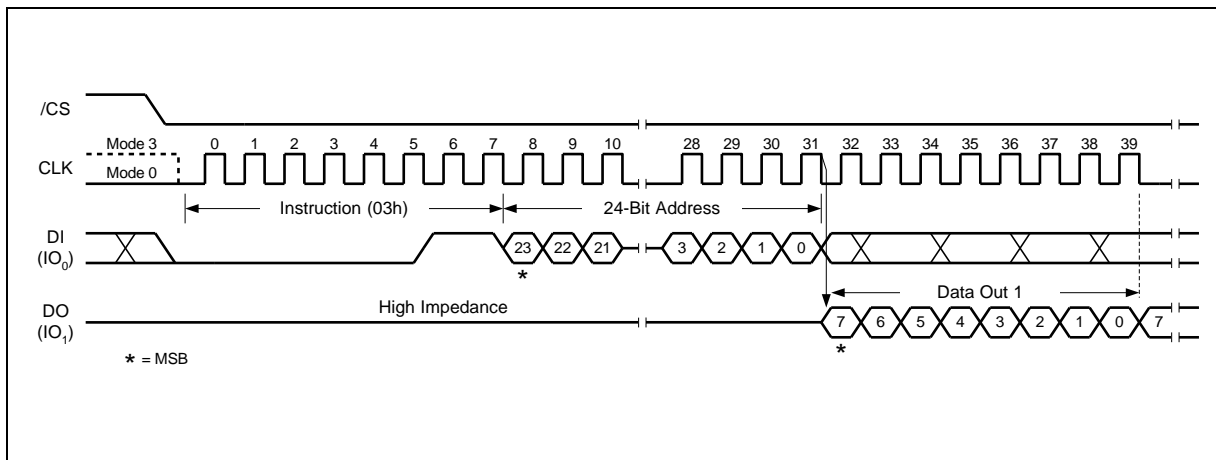 /CS
Mode 3
0 1 2 3 4 5 6 7 8 9 10 28 29 30 31 32 33 34 35 36 37 38 39
CLK
Mode 0
Instruction (03h) 24-Bit Address
DI
(IO0)
23 22 21 3 2 1 0
*
High Impedance
Data Out 1
DO
(IO1)
7 6 5 4 3 2 1 0 7
*
* = MSB